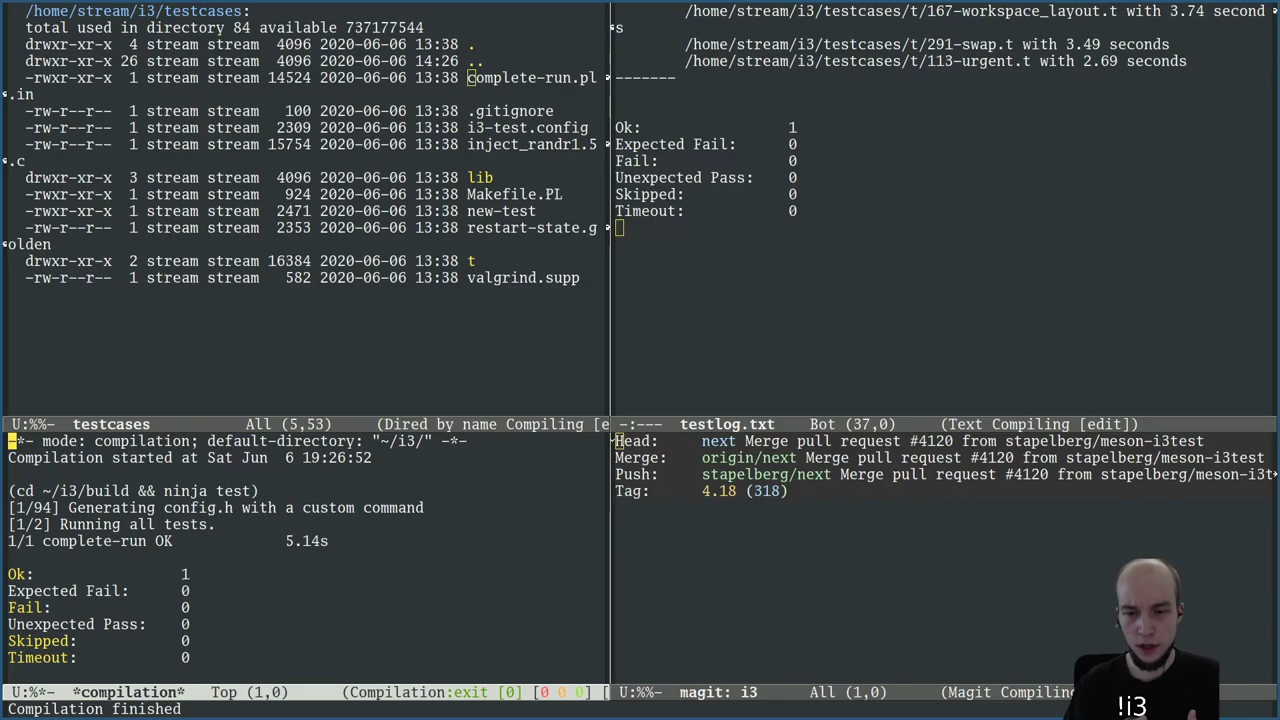 /home/stream/i3/testcases:
total used in directory 84 available 737177544
drwxr-xr-x  4 stream stream  4096 2020-06-06 13:38 .
drwxr-xr-x 26 stream stream  4096 2020-06-06 14:26 ..
-rwxr-xr-x  1 stream stream 14524 2020-06-06 13:38 complete-run.pl
.in
-rw-r--r--  1 stream stream   100 2020-06-06 13:38 .gitignore
-rw-r--r--  1 stream stream  2309 2020-06-06 13:38 i3-test.config
-rw-r--r--  1 stream stream 15754 2020-06-06 13:38 inject_randr1.5
.c
drwxr-xr-x  3 stream stream  4096 2020-06-06 13:38 lib
-rw-r--r--  1 stream stream   924 2020-06-06 13:38 Makefile.PL
-rwxr-xr-x  1 stream stream  2471 2020-06-06 13:38 new-test
-rw-r--r--  1 stream stream  2353 2020-06-06 13:38 restart-state.g
olden
drwxr-xr-x  2 stream stream 16384 2020-06-06 13:38 t
-rw-r--r--  1 stream stream   582 2020-06-06 13:38 valgrind.supp
U:%%-  testcases      All (5,53)     (Dired by name Compiling [e
/home/stream/i3/testcases/t/167-workspace_layout.t with 3.74 second
s
/home/stream/i3/testcases/t/291-swap.t with 3.49 seconds
/home/stream/i3/testcases/t/113-urgent.t with 2.69 seconds
-------
Ok:                 1
Expected Fail:      0
Fail:               0
Unexpected Pass:    0
Skipped:            0
Timeout:            0
-:---  testlog.txt    Bot (37,0)     (Text Compiling [edit])
-*- mode: compilation; default-directory: "~/i3/" -*-
Compilation started at Sat Jun  6 19:26:52
(cd ~/i3/build && ninja test)
[1/94] Generating config.h with a custom command
[1/2] Running all tests.
1/1 complete-run OK            5.14s
Ok:                 1
Expected Fail:      0
Fail:               0
Unexpected Pass:    0
Skipped:            0
Timeout:            0
U:%*-  *compilation*   Top (1,0)      (Compilation:exit [0] [0 0 0] [
Head:     next Merge pull request #4120 from stapelberg/meson-i3test
Merge:    origin/next Merge pull request #4120 from stapelberg/meson-i3test
Push:     stapelberg/next Merge pull request #4120 from stapelberg/meson-i3t
Tag:      4.18 (318)
U:%%-  magit: i3      All (1,0)      (Magit Compiling
Compilation finished
!i3